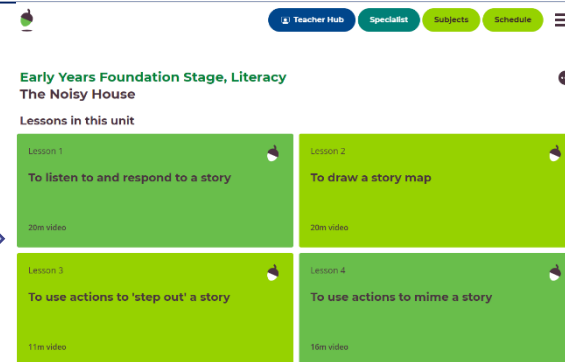 Teacher Hub Specialist Subjects Schedule
Early Years Foundation Stage, Literacy
The Noisy House
Lessons in this unit
Lesson 1
To listen to and respond to a story
20m video
Lesson 2
To draw a story map
20m video
Lesson 3
To use actions to 'step out' a story
11m video
Lesson 4
To use actions to mime a story
16m video